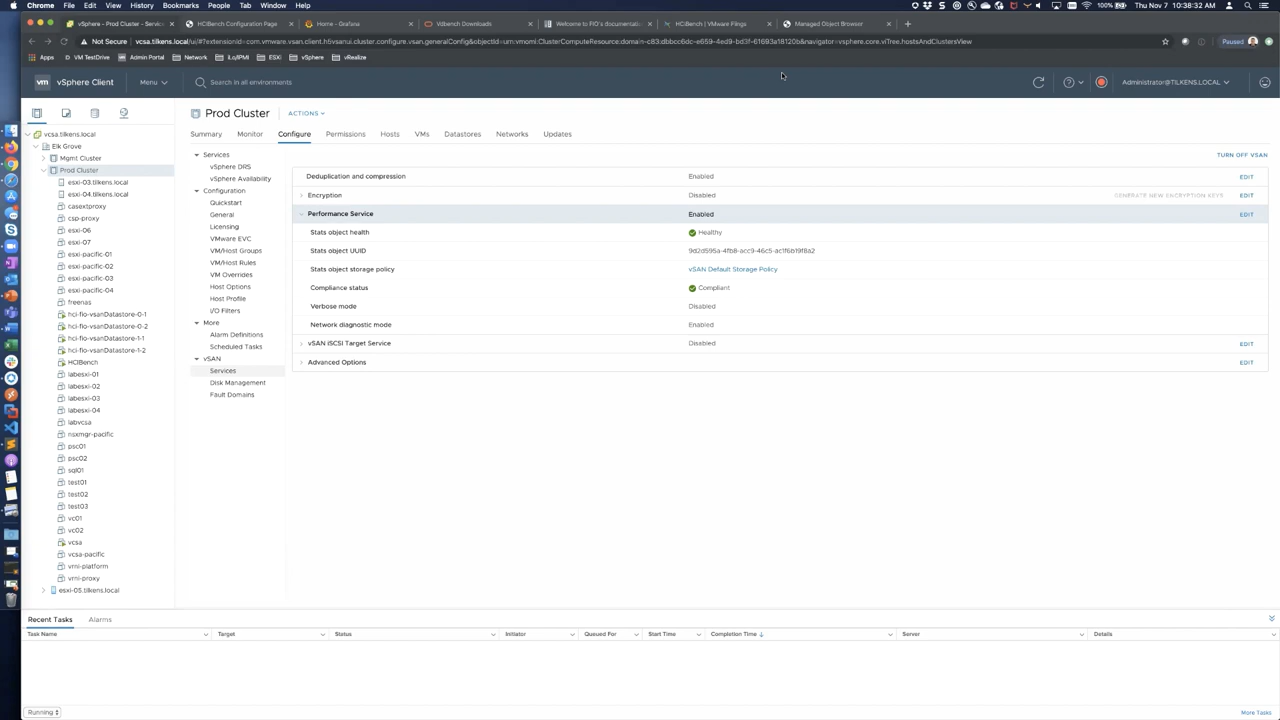 Chrome File Edit View History Bookmarks People Tab Window Help 100% Thu Nov 7 10:38:32 AM
vSphere - Prod Cluster - Service
HCIBench Configuration Page
Home - Grafana
Vdbench Downloads
Welcome to FIO's documentatio
HCIBench | VMware Flings
Managed Object Browser
Not Secure
Paused
Apps VM TestDrive Admin Portal Network iLo/IPMI ESXi vSphere vRealize
vm vSphere Client Menu Search in all environments Administrator@TILKENS.LOCAL
Prod Cluster ACTIONS
Summary Monitor Configure Permissions Hosts VMs Datastores Networks Updates
vcsa.tilkens.local
Elk Grove
Mgmt Cluster
Prod Cluster
esxi-03.tilkens.local
esxi-04.tilkens.local
casextproxy
csp-proxy
esxi-06
esxi-07
esxi-pacific-01
esxi-pacific-02
esxi-pacific-03
esxi-pacific-04
freenas
hci-fio-vsanDatastore-0-1
hci-fio-vsanDatastore-0-2
hci-fio-vsanDatastore-1-1
hci-fio-vsanDatastore-1-2
HCIBench
labesxi-01
labesxi-02
labesxi-03
labesxi-04
labvcsa
nsxmgr-pacific
psc01
psc02
sql01
test01
test02
test03
vc01
vc02
vcsa
vcsa-pacific
vrni-platform
vrni-proxy
esxi-05.tilkens.local
Services
vSphere DRS
vSphere Availability
Configuration
Quickstart
General
Licensing
VMware EVC
VM/Host Groups
VM/Host Rules
VM Overrides
Host Options
Host Profile
I/O Filters
More
Alarm Definitions
Scheduled Tasks
vSAN
Services
Disk Management
Fault Domains
TURN OFF VSAN
Deduplication and compression Enabled EDIT
Encryption Disabled GENERATE NEW ENCRYPTION KEYS EDIT
Performance Service Enabled EDIT
Stats object health Healthy
Stats object UUID 9d2d595a-4fb8-acc9-46c5-ac1f6b19f8a2
Stats object storage policy vSAN Default Storage Policy
Compliance status Compliant
Verbose mode Disabled
Network diagnostic mode Enabled
vSAN iSCSI Target Service Disabled EDIT
Advanced Options EDIT
Recent Tasks Alarms
Task Name Target Status Initiator Queued For Start Time Completion Time Server Details
Running
More Tasks